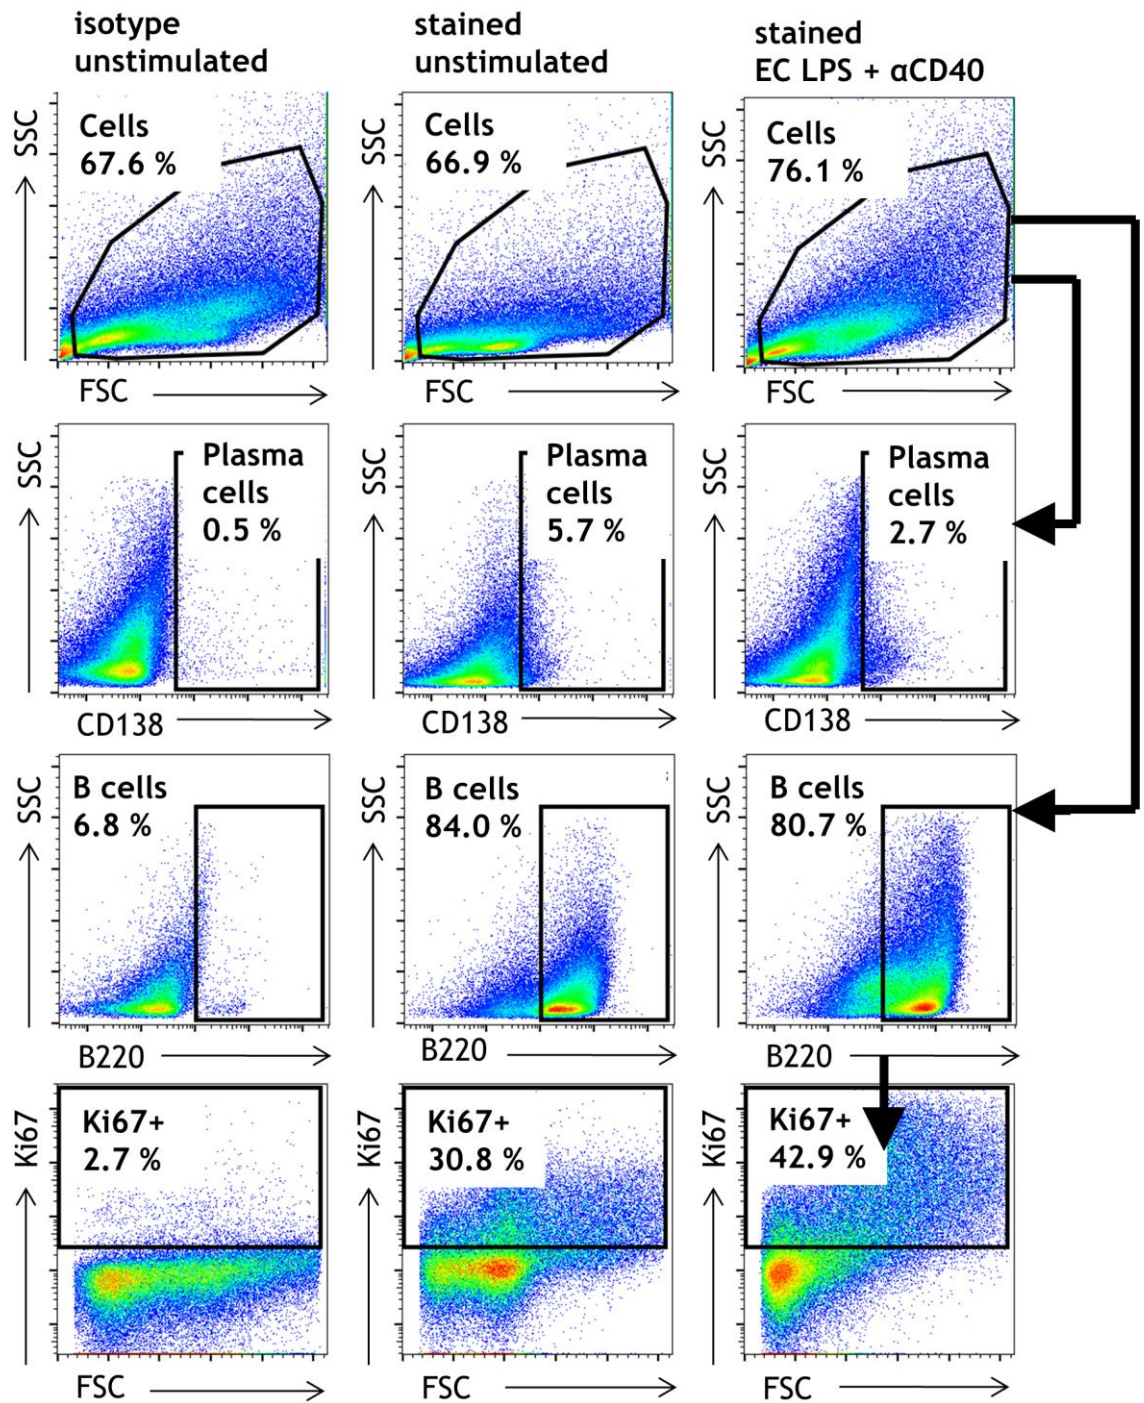 isotype
unstimulated
stained
unstimulated
stained
EC LPS + αCD40
SSC
Cells
67.6 %
FSC
SSC
Cells
66.9 %
FSC
SSC
Cells
76.1 %
FSC
SSC
Plasma
cells
0.5 %
CD138
SSC
Plasma
cells
5.7 %
CD138
SSC
Plasma
cells
2.7 %
CD138
SSC
B cells
6.8 %
B220
SSC
B cells
84.0 %
B220
SSC
B cells
80.7 %
B220
Ki67
Ki67+
2.7 %
FSC
Ki67
Ki67+
30.8 %
FSC
Ki67
Ki67+
42.9 %
FSC